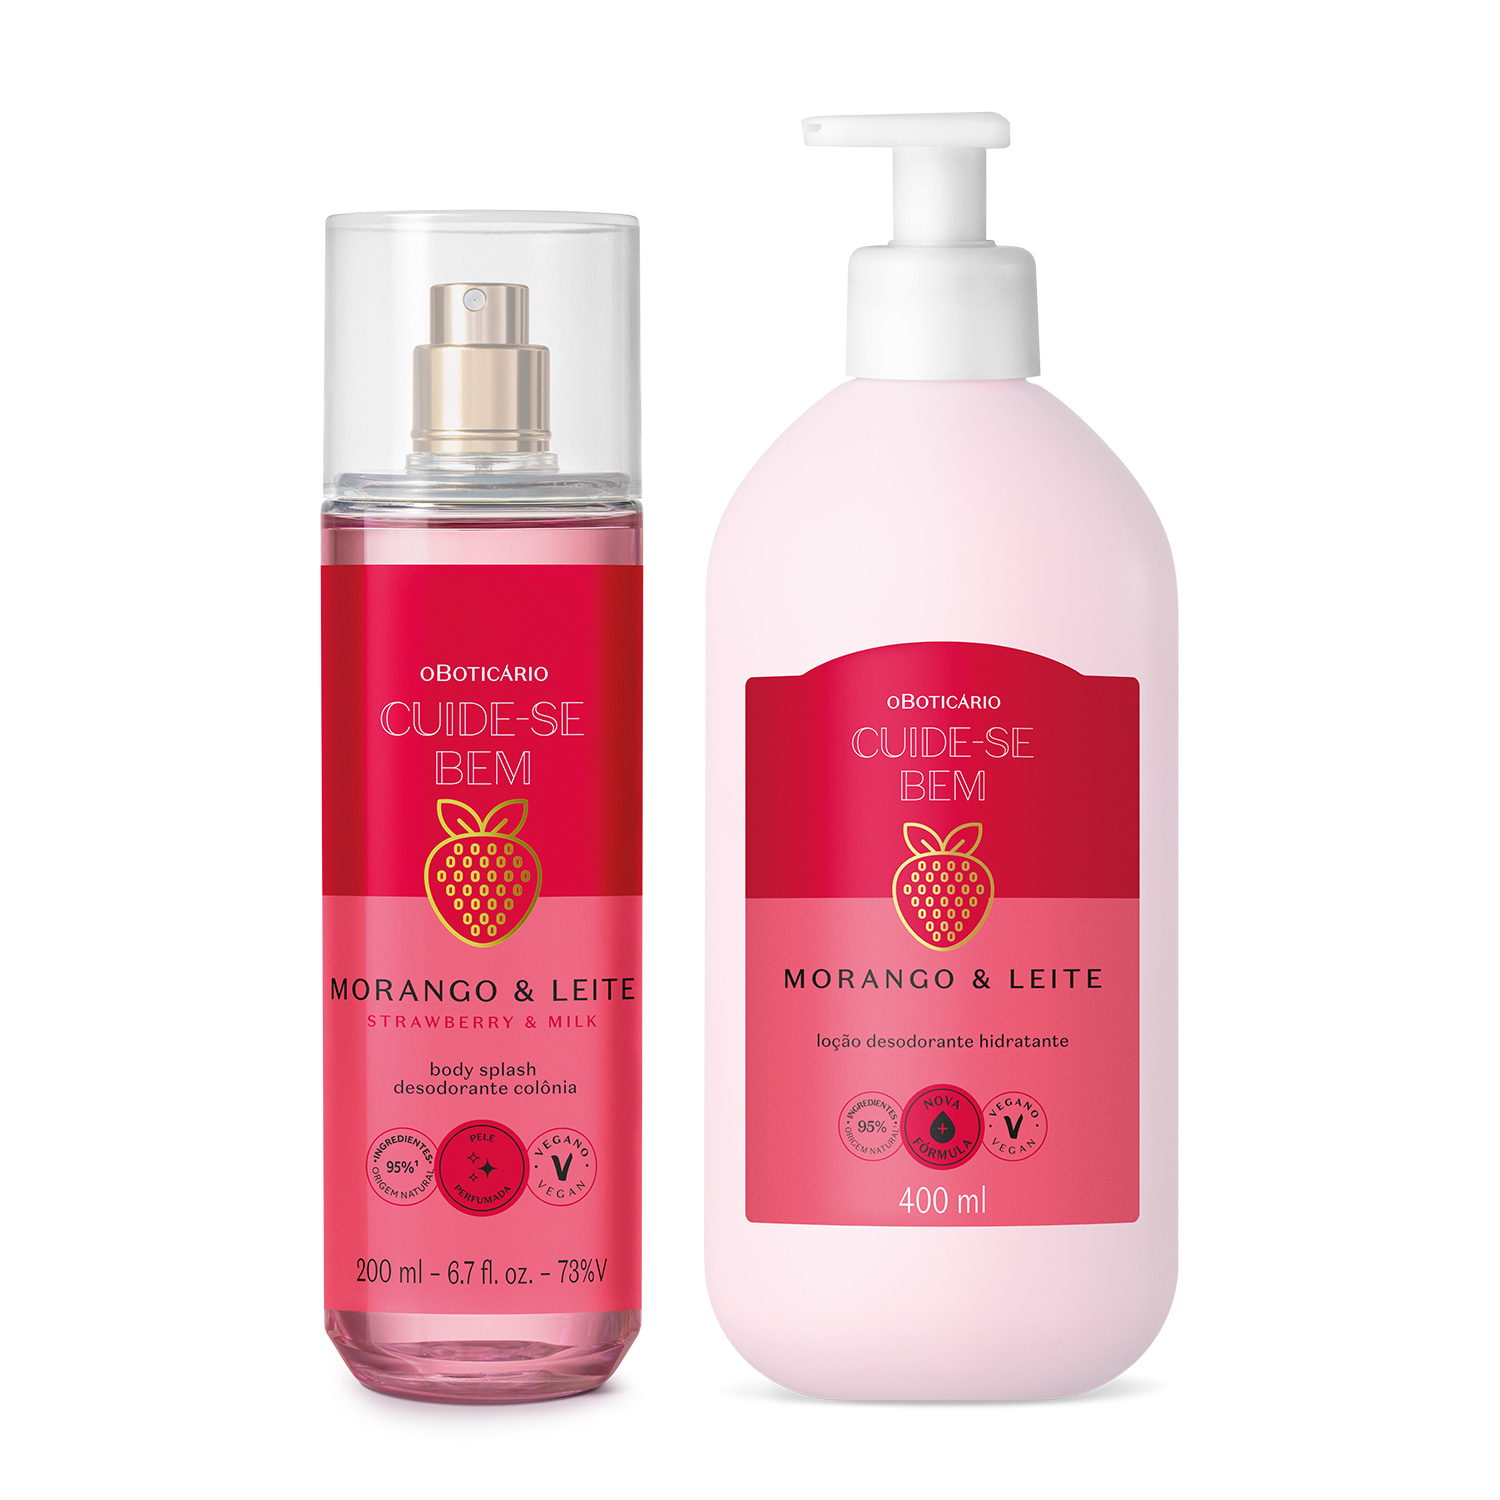 oBOTICÁRIO
CUIDE-SE
BEM
MORANGO & LEITE
STRAWBERRY & MILK
body splash
desodorante colônia
•INGREDIENTES•
95%¹
ORIGEM NATURAL
PELE
PERFUMADA
•VEGANO•
V
VEGAN
200 ml – 6.7 fl. oz. – 73%V
oBOTICÁRIO
CUIDE-SE
BEM
MORANGO & LEITE
loção desodorante hidratante
•INGREDIENTES•
95%
ORIGEM NATURAL
NOVA
+
FÓRMULA
•VEGANO•
V
VEGAN
400 ml